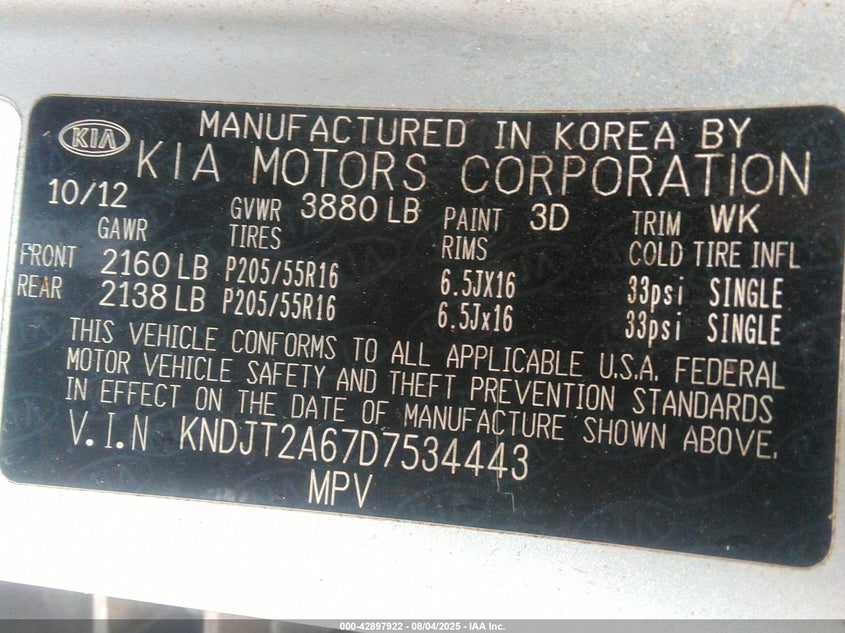 KIA MANUFACTURED IN KOREA BY
KIA MOTORS CORPORATION
10/12 GVWR 3880 LB PAINT 3D TRIM WK
GAWR TIRES RIMS COLD TIRE INFL
FRONT 2160 LB P205/55R16 6.5JX16 33psi SINGLE
REAR 2138 LB P205/55R16 6.5Jx16 33psi SINGLE
THIS VEHICLE CONFORMS TO ALL APPLICABLE U.S.A. FEDERAL
MOTOR VEHICLE SAFETY AND THEFT PREVENTION STANDARDS
IN EFFECT ON THE DATE OF MANUFACTURE SHOWN ABOVE.
V.I.N KNDJT2A67D7534443
MPV
000-42897922 - 08/04/2025 - IAA Inc.